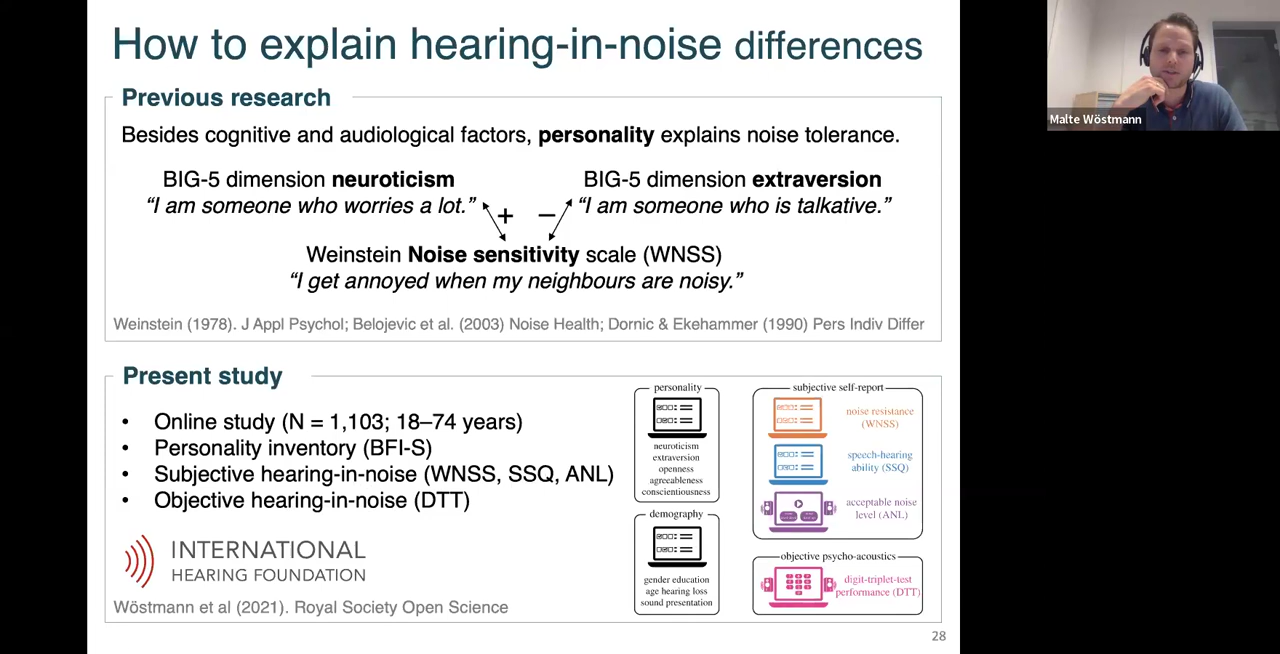 How to explain hearing-in-noise differences
Previous research
Besides cognitive and audiological factors, personality explains noise tolerance.
BIG-5 dimension neuroticism
“I am someone who worries a lot.”
BIG-5 dimension extraversion
“I am someone who is talkative.”
+ −
Weinstein Noise sensitivity scale (WNSS)
“I get annoyed when my neighbours are noisy.”
Weinstein (1978). J Appl Psychol; Belojevic et al. (2003) Noise Health; Dornic & Ekehammer (1990) Pers Indiv Differ
Present study
• Online study (N = 1,103; 18–74 years)
• Personality inventory (BFI-S)
• Subjective hearing-in-noise (WNSS, SSQ, ANL)
• Objective hearing-in-noise (DTT)
INTERNATIONAL
HEARING FOUNDATION
Wöstmann et al (2021). Royal Society Open Science
personality
neuroticism
extraversion
openness
agreeableness
conscientiousness
demography
gender education
age hearing loss
sound presentation
subjective self-report
noise resistance
(WNSS)
speech-hearing
ability (SSQ)
acceptable noise
level (ANL)
objective psycho-acoustics
digit-triplet-test
performance (DTT)
28
Malte Wöstmann